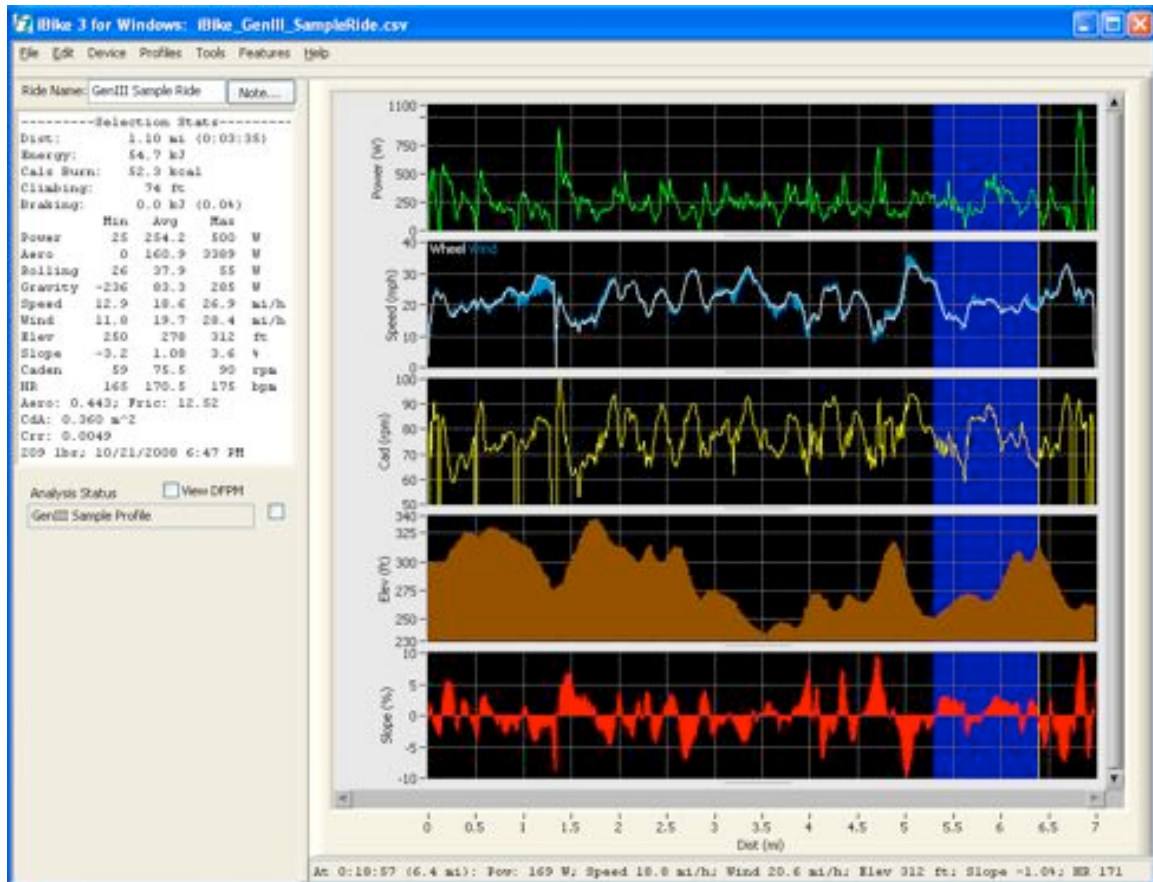 iBike 3 for Windows: iBike_GenIII_SampleRide.csv
File Edit Device Profiles Tools Features Help
Ride Name: GenIII Sample Ride Note....
---------Selection Stats---------
Dist: 1.10 mi (0:03:35)
Energy: 54.7 kJ
Cals Burn: 52.3 kcal
Climbing: 74 ft
Braking: 0.0 kJ (0.0%)
Min Avg Max
Power 25 254.2 500 W
Aero 0 160.9 3389 W
Rolling 26 37.9 55 W
Gravity -236 83.3 285 W
Speed 12.9 18.6 26.9 mi/h
Wind 11.8 19.7 28.4 mi/h
Elev 250 278 312 ft
Slope -3.2 1.08 3.6 %
Caden 59 75.5 90 rpm
HR 165 170.5 175 bpm
Aero: 0.443; Fric: 12.52
CdA: 0.360 m^2
Crr: 0.0049
209 lbs; 10/21/2008 6:47 PM
Analysis Status View DFPM
GenIII Sample Profile
1100
750
500
250
0
Power (W)
40
30
20
10
0
Speed (mph)
Wheel Wind
100
90
80
70
60
50
Cad (rpm)
340
325
300
275
250
230
Elev (ft)
10
5
0
-5
-10
Slope (%)
0 0.5 1 1.5 2 2.5 3 3.5 4 4.5 5 5.5 6 6.5 7
Dist (mi)
At 0:18:57 (6.4 mi): Pow: 169 W; Speed 18.8 mi/h; Wind 20.6 mi/h; Elev 312 ft; Slope -1.0%; HR 171